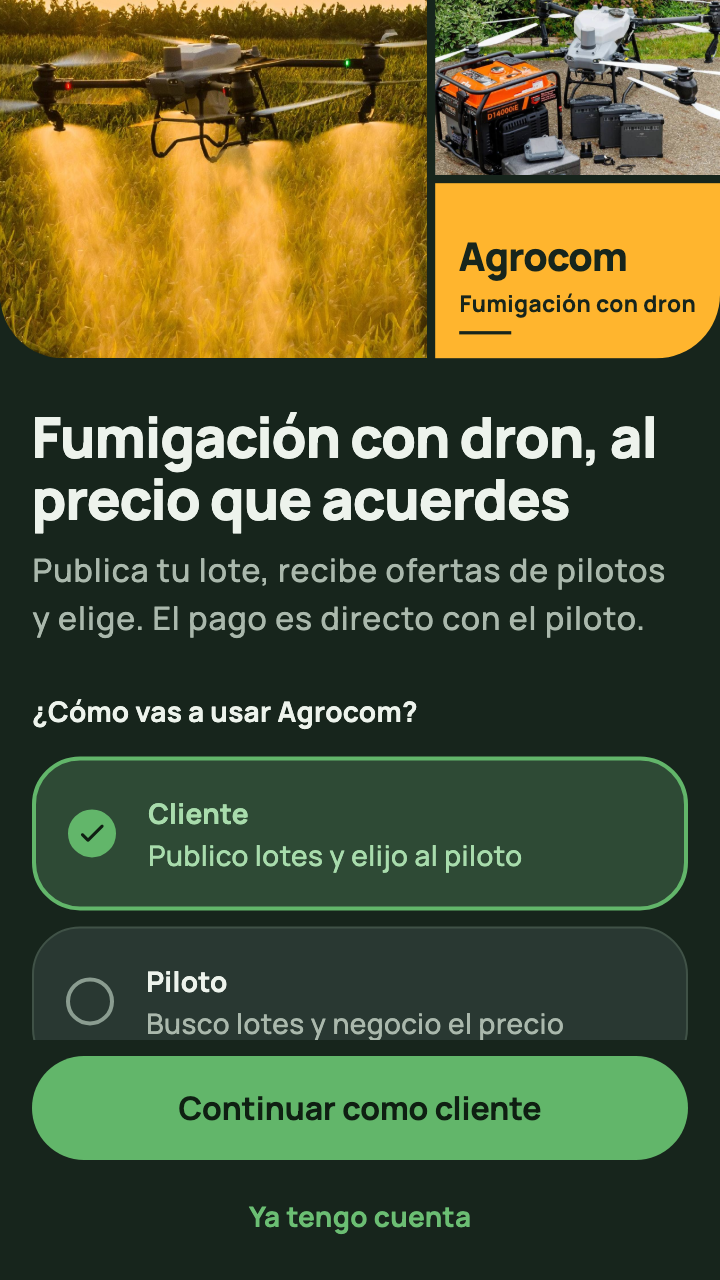 D14000iE
Agrocom
Fumigación con dron
Fumigación con dron, al
precio que acuerdes
Publica tu lote, recibe ofertas de pilotos
y elige. El pago es directo con el piloto.
¿Cómo vas a usar Agrocom?
Cliente
Publico lotes y elijo al piloto
Piloto
Busco lotes y negocio el precio
Continuar como cliente
Ya tengo cuenta